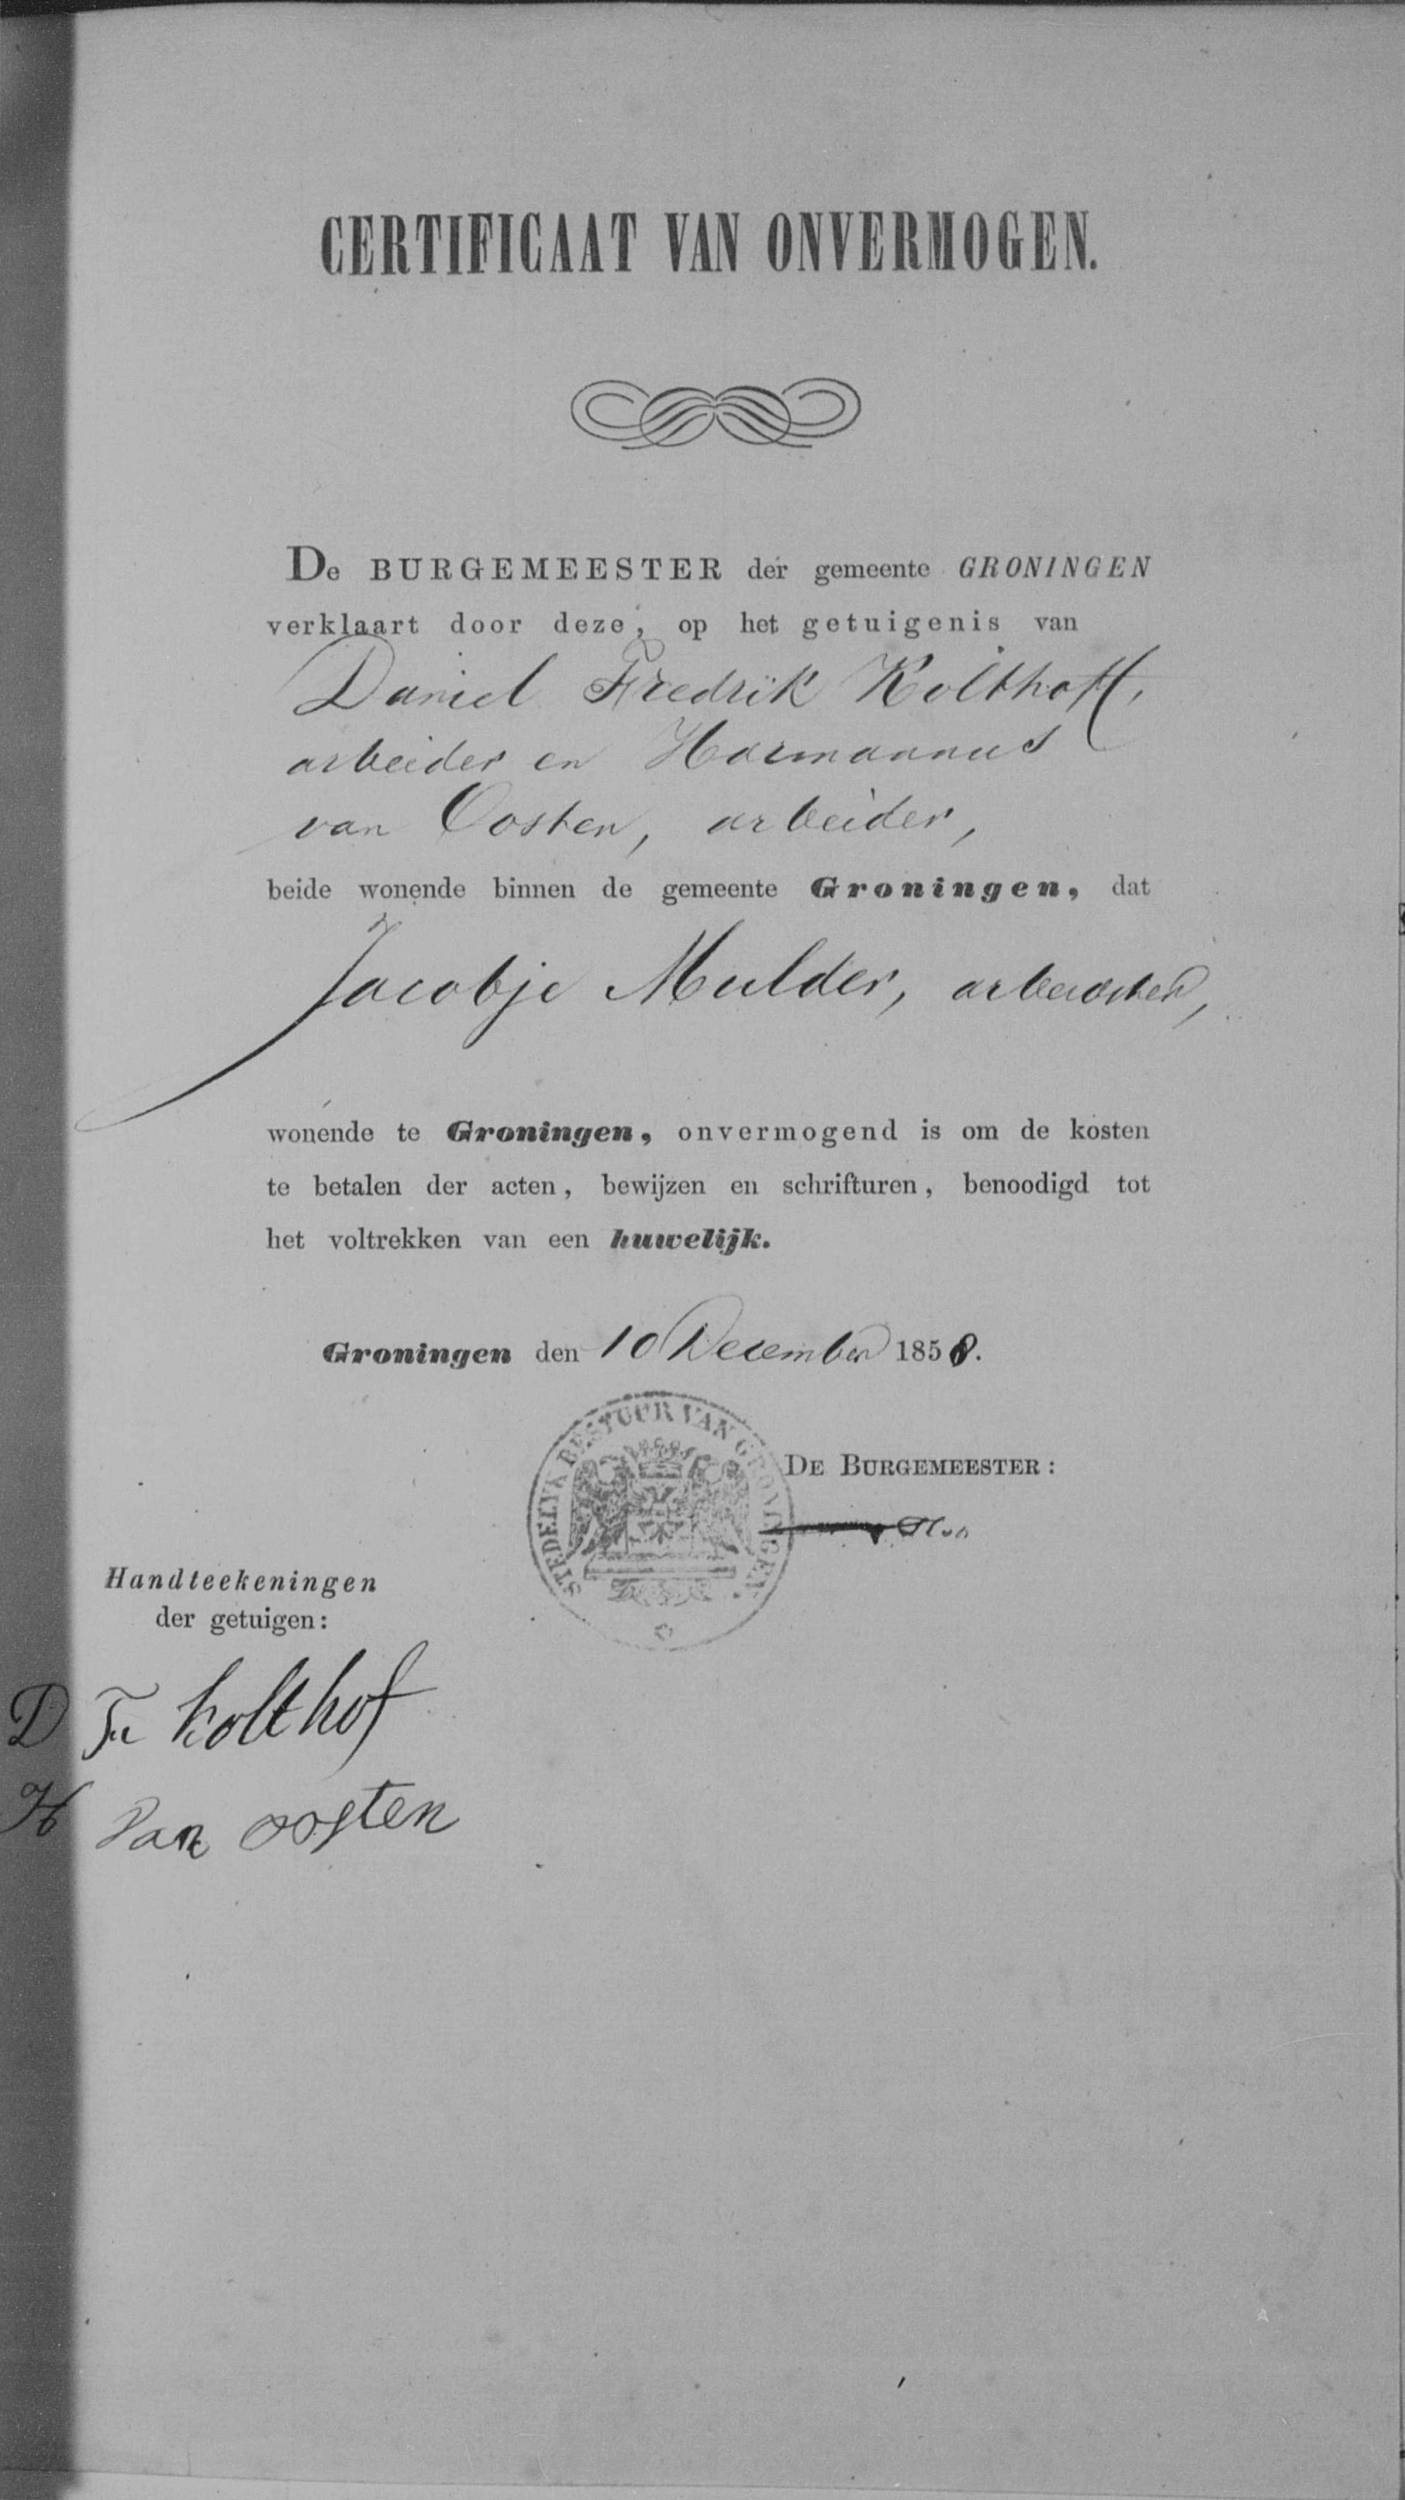 CERTIFICAAT VAN ONVERMOGEN.
De BURGEMEESTER der gemeente GRONINGEN
verklaart door deze, op het getuigenis van
Daniel Fredrik Kolthoff,
arbeider en Harmannus
van Oosten, arbeider,
beide wonende binnen de gemeente Groningen, dat
Jacobje Mulder, arbeidster,
wonende te Groningen, onvermogend is om de kosten
te betalen der acten, bewijzen en schrifturen, benoodigd tot
het voltrekken van een huwelijk.
Groningen den 10 December 1858.
STEDELYK BESTUUR VAN GRONINGEN.
DE BURGEMEESTER:
Handteekeningen
der getuigen:
D Fr Kolthof
H Van oosten